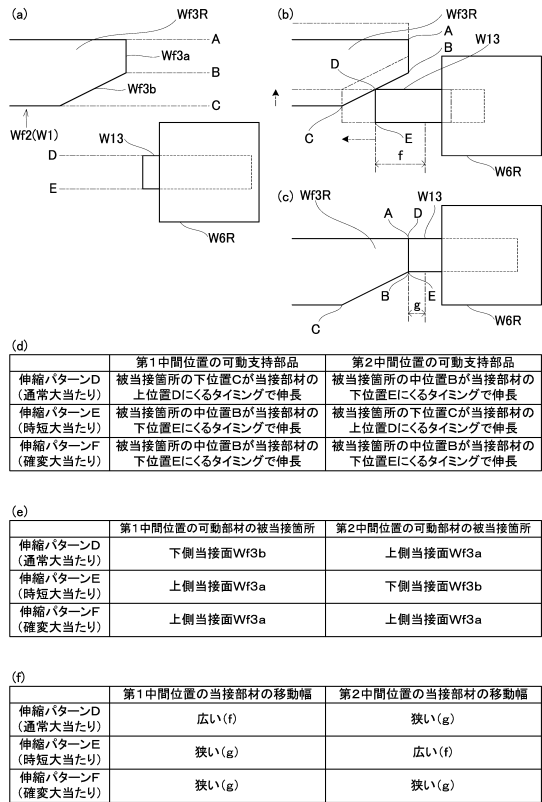 (a)
Wf3R
A
Wf3a
B
Wf3b
C
Wf2(W1)
W13
D
E
W6R
(b)
Wf3R
A
W13
B
D
C
E
f
W6R
(c)
Wf3R
W13
A
D
B
E
C
g
W6R
(d)
第1中間位置の可動支持部品 第2中間位置の可動支持部品
伸縮パターンD 被当接箇所の下位置Cが当接部材の 被当接箇所の中位置Bが当接部材の
(通常大当たり) 上位置Dにくるタイミングで伸長 下位置Eにくるタイミングで伸長
伸縮パターンE 被当接箇所の中位置Bが当接部材の 被当接箇所の下位置Cが当接部材の
(時短大当たり) 下位置Eにくるタイミングで伸長 上位置Dにくるタイミングで伸長
伸縮パターンF 被当接箇所の中位置Bが当接部材の 被当接箇所の中位置Bが当接部材の
(確変大当たり) 下位置Eにくるタイミングで伸長 下位置Eにくるタイミングで伸長
(e)
第1中間位置の可動部材の被当接箇所 第2中間位置の可動部材の被当接箇所
伸縮パターンD
(通常大当たり) 下側当接面Wf3b 上側当接面Wf3a
伸縮パターンE
(時短大当たり) 上側当接面Wf3a 下側当接面Wf3b
伸縮パターンF
(確変大当たり) 上側当接面Wf3a 上側当接面Wf3a
(f)
第1中間位置の当接部材の移動幅 第2中間位置の当接部材の移動幅
伸縮パターンD
(通常大当たり) 広い(f) 狭い(g)
伸縮パターンE
(時短大当たり) 狭い(g) 広い(f)
伸縮パターンF
(確変大当たり) 狭い(g) 狭い(g)